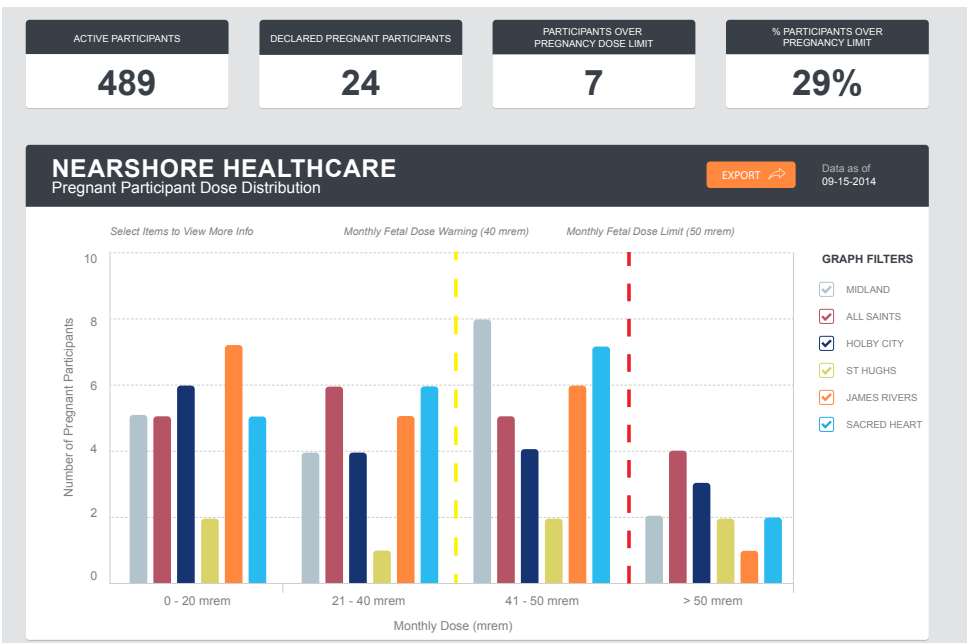 ACTIVE PARTICIPANTS
489
DECLARED PREGNANT PARTICIPANTS
24
PARTICIPANTS OVER
PREGNANCY DOSE LIMIT
7
% PARTICIPANTS OVER
PREGNANCY LIMIT
29%
NEARSHORE HEALTHCARE
Pregnant Participant Dose Distribution
EXPORT
Data as of
09-15-2014
Select Items to View More Info
Monthly Fetal Dose Warning (40 mrem)
Monthly Fetal Dose Limit (50 mrem)
Number of Pregnant Participants
10
8
6
4
2
0
0 - 20 mrem
21 - 40 mrem
41 - 50 mrem
> 50 mrem
Monthly Dose (mrem)
GRAPH FILTERS
MIDLAND
ALL SAINTS
HOLBY CITY
ST HUGHS
JAMES RIVERS
SACRED HEART